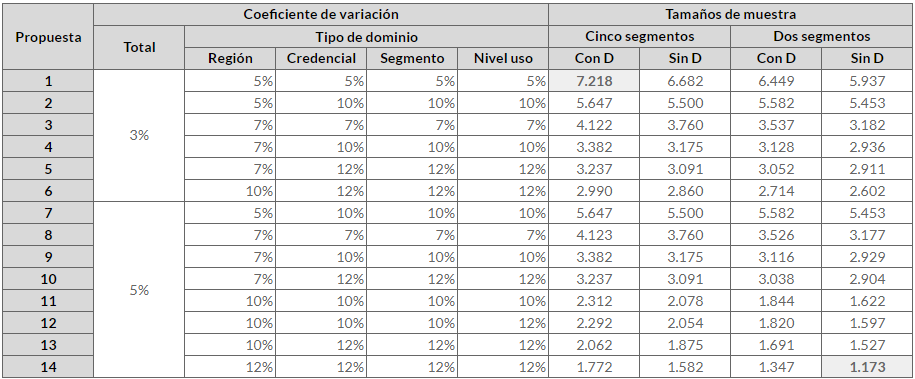 Propuesta Coeficiente de variación Tamaños de muestra
Total Tipo de dominio Cinco segmentos Dos segmentos
Región Credencial Segmento Nivel uso Con D Sin D Con D Sin D
1 3% 5% 5% 5% 5% 7.218 6.682 6.449 5.937
2 5% 10% 10% 10% 5.647 5.500 5.582 5.453
3 7% 7% 7% 7% 4.122 3.760 3.537 3.182
4 7% 10% 10% 10% 3.382 3.175 3.128 2.936
5 7% 12% 12% 12% 3.237 3.091 3.052 2.911
6 10% 12% 12% 12% 2.990 2.860 2.714 2.602
7 5% 5% 10% 10% 10% 5.647 5.500 5.582 5.453
8 7% 7% 7% 7% 4.123 3.760 3.526 3.177
9 7% 10% 10% 10% 3.382 3.175 3.116 2.929
10 7% 12% 12% 12% 3.237 3.091 3.038 2.904
11 10% 10% 10% 10% 2.312 2.078 1.844 1.622
12 10% 10% 10% 12% 2.292 2.054 1.820 1.597
13 10% 12% 12% 12% 2.062 1.875 1.691 1.527
14 12% 12% 12% 12% 1.772 1.582 1.347 1.173